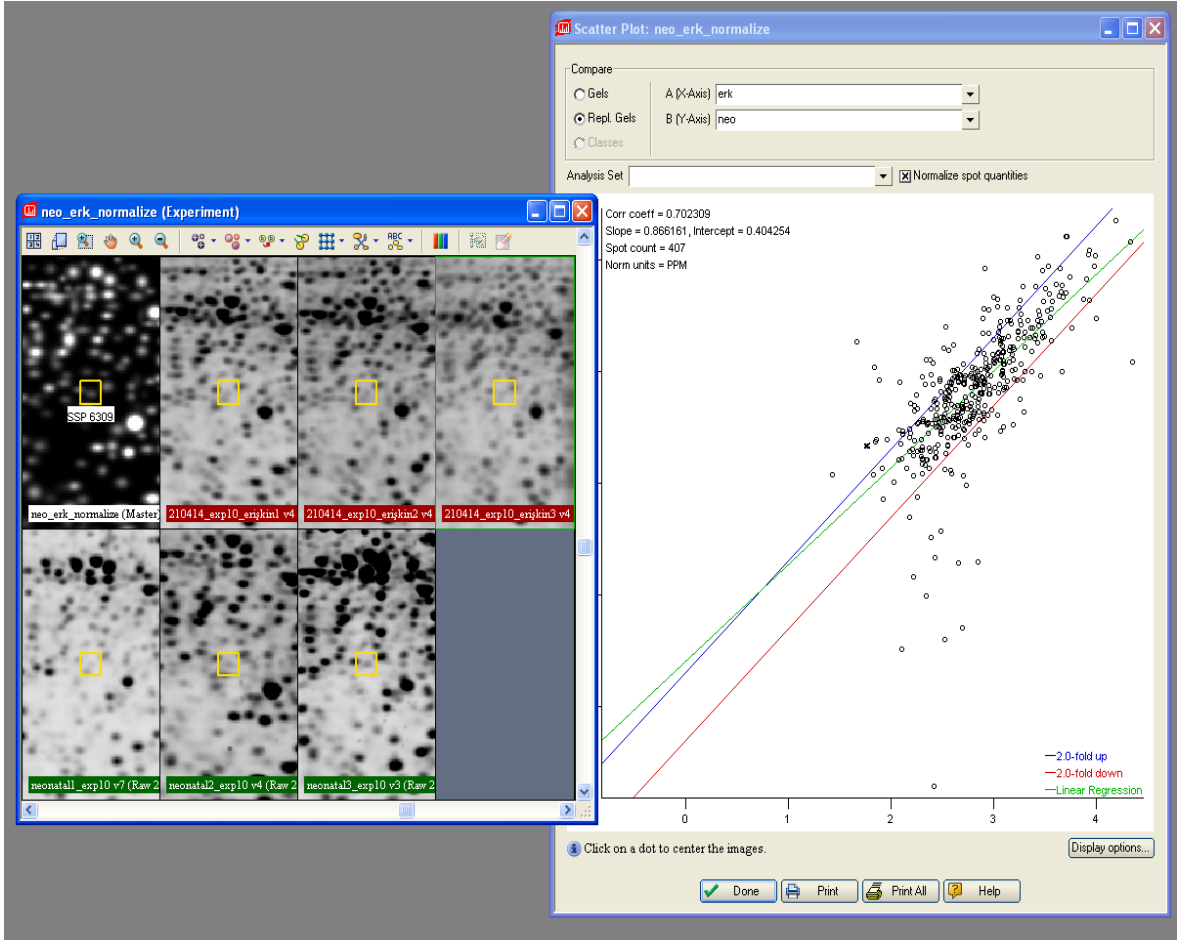 Scatter Plot: neo_erk_normalize
Compare
Gels
A (X-Axis) erk
Repl. Gels
B (Y-Axis) neo
Classes
Analysis Set
Normalize spot quantities
neo_erk_normalize (Experiment)
ABC
SSP 6309
neo_erk_normalize (Master)
210414_exp10_erişkin1 v4
210414_exp10_erişkin2 v4
210414_exp10_erişkin3 v4
neonatal1_exp10 v7 (Raw 2
neonatal2_exp10 v4 (Raw 2
neonatal3_exp10 v3 (Raw 2
Corr coeff = 0.702309
Slope = 0.866161, Intercept = 0.404254
Spot count = 407
Norm units = PPM
2.0-fold up
2.0-fold down
Linear Regression
0 1 2 3 4
Click on a dot to center the images.
Display options...
Done
Print
Print All
Help